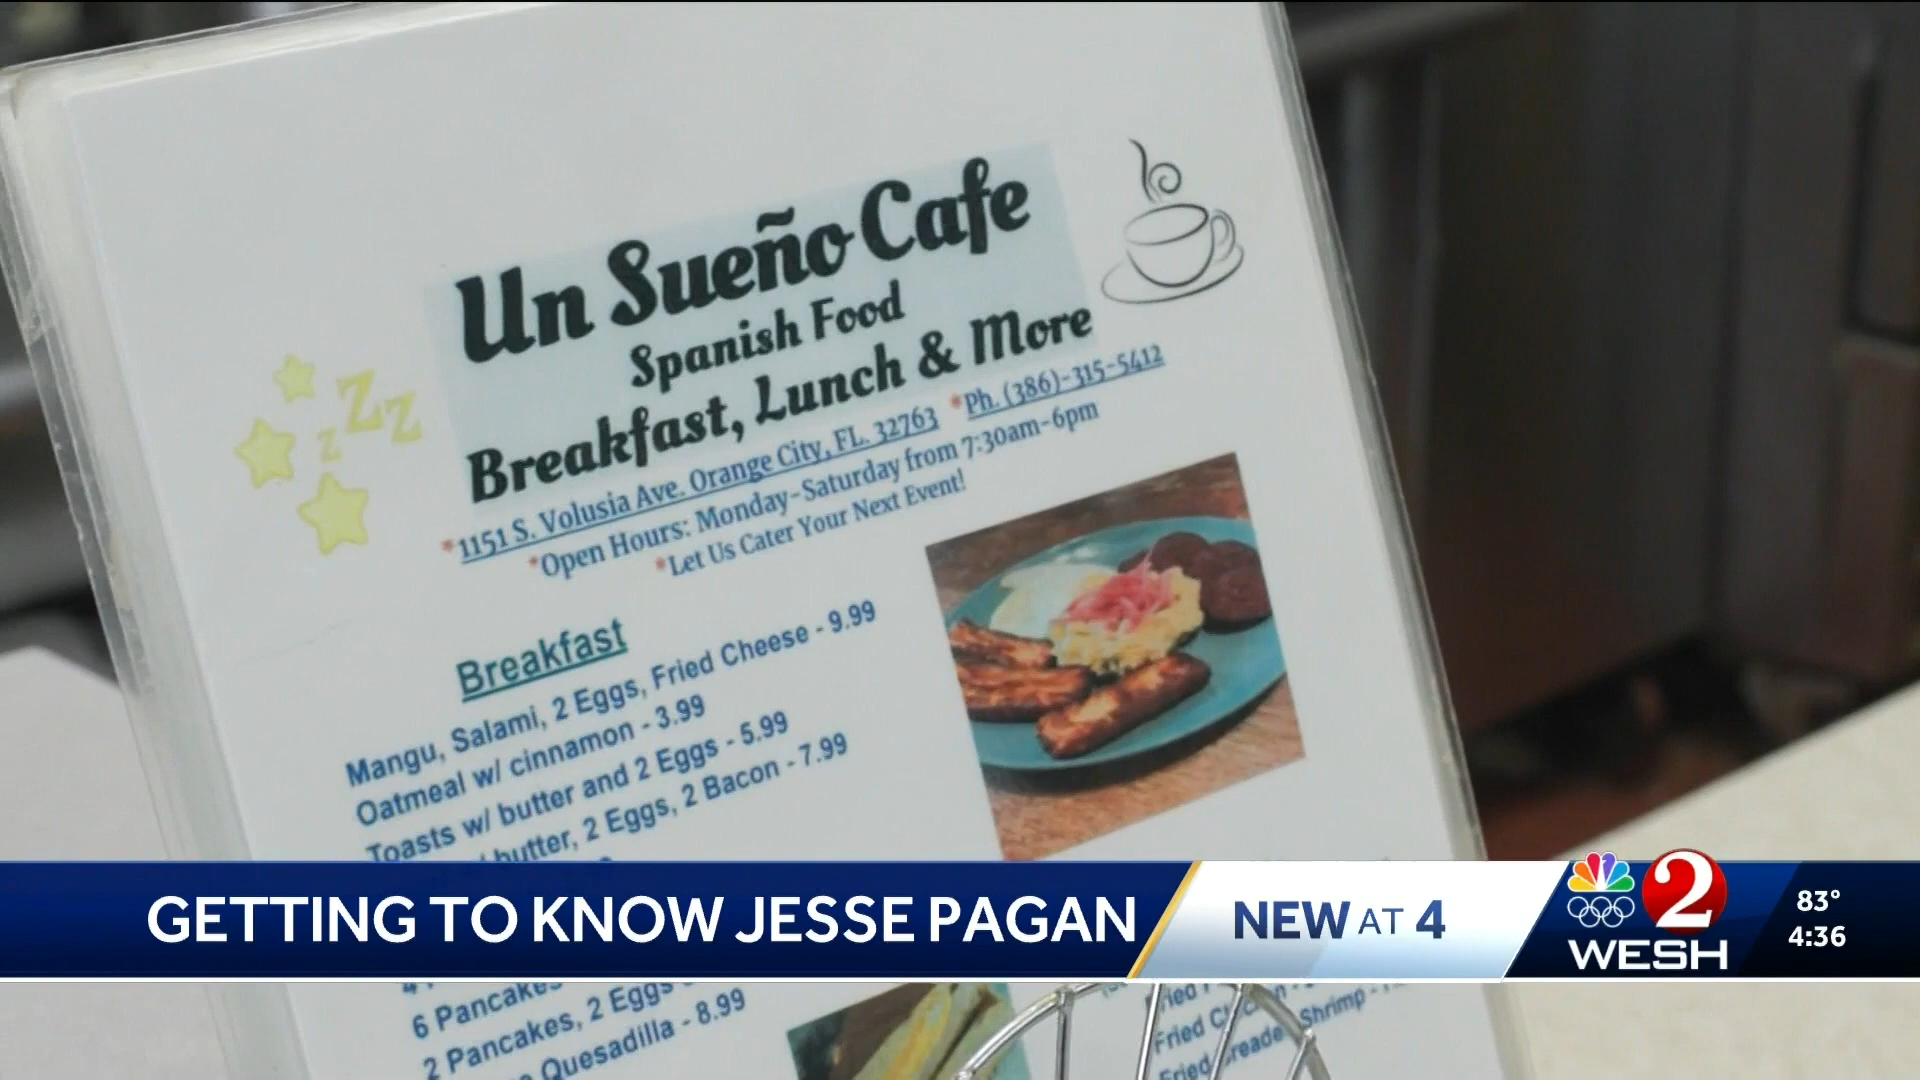 Un Sueño Cafe
Spanish Food
Breakfast, Lunch & More
*1151 S. Volusia Ave. Orange City, FL. 32763 *Ph. (386)-315-5412
*Open Hours: Monday-Saturday from 7:30am-6pm
*Let Us Cater Your Next Event!
z Z Z
Breakfast
Mangu, Salami, 2 Eggs, Fried Cheese - 9.99
Oatmeal w/ cinnamon - 3.99
Toasts w/ butter and 2 Eggs - 5.99
butter, 2 Eggs, 2 Bacon - 7.99
GETTING TO KNOW JESSE PAGAN
NEW AT 4
2
WESH
83°
4:36
6 Pancakes
2 Pancakes, 2 Eggs
Quesadilla - 8.99
Fried
Fried
Fried Shrimp -